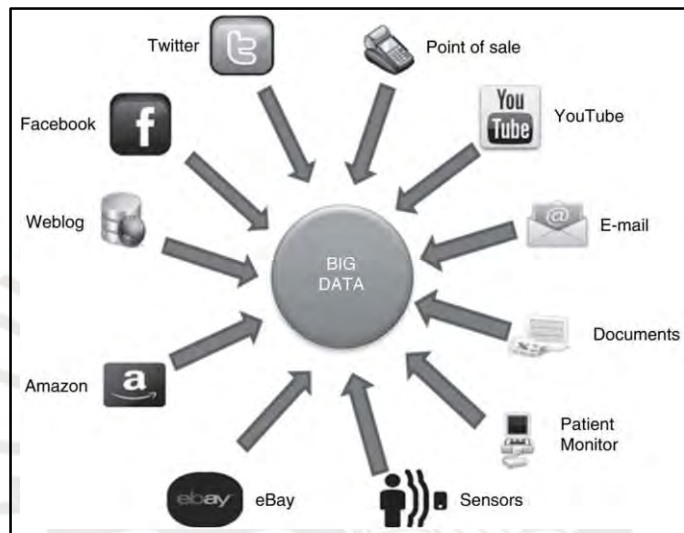 Twitter
Point of sale
You
Tube
YouTube
Facebook
f
Weblog
@
E-mail
BIG
DATA
Documents
Amazon
a
Patient
Monitor
ebay
eBay
Sensors